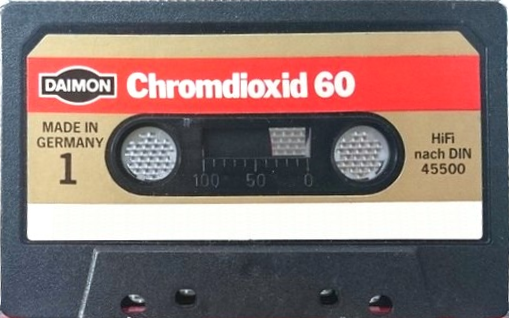 DAIMON Chromdioxid 60
MADE IN
GERMANY
1
HiFi
nach DIN
45500
100 50 0